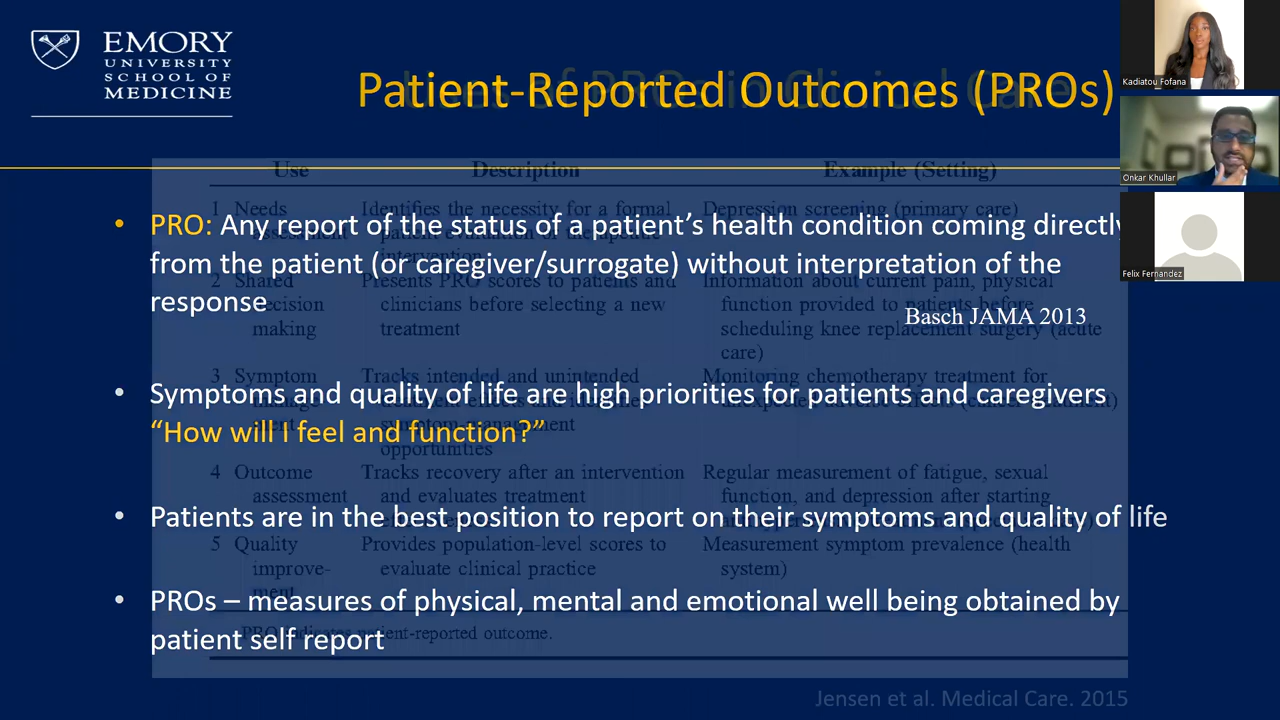 EMORY
UNIVERSITY
SCHOOL OF
MEDICINE
Patient-Reported Outcomes (PROs)
Uses of PROs in Clinical Care
Kadiatou Fofana
Onkar Khullar
Felix Fernandez
• PRO: Any report of the status of a patient’s health condition coming directly
from the patient (or caregiver/surrogate) without interpretation of the
response
Basch JAMA 2013
• Symptoms and quality of life are high priorities for patients and caregivers
“How will I feel and function?”
• Patients are in the best position to report on their symptoms and quality of life
• PROs – measures of physical, mental and emotional well being obtained by
patient self report
Use Description Example (Setting)
1 Needs Identifies the necessity for a formal Depression screening (primary care)
2 Shared Presents PRO scores to patients and Information about current pain, physical
decision clinicians before selecting a new function provided to patients before
making treatment scheduling knee replacement surgery (acute
care)
3 Symptom Tracks intended and unintended Monitoring chemotherapy treatment for
opportunities
4 Outcome Tracks recovery after an intervention Regular measurement of fatigue, sexual
assessment and evaluates treatment function, and depression after starting
5 Quality Provides population-level scores to Measurement symptom prevalence (health
improve- evaluate clinical practice system)
ment
patient-reported outcome.
Jensen et al. Medical Care. 2015